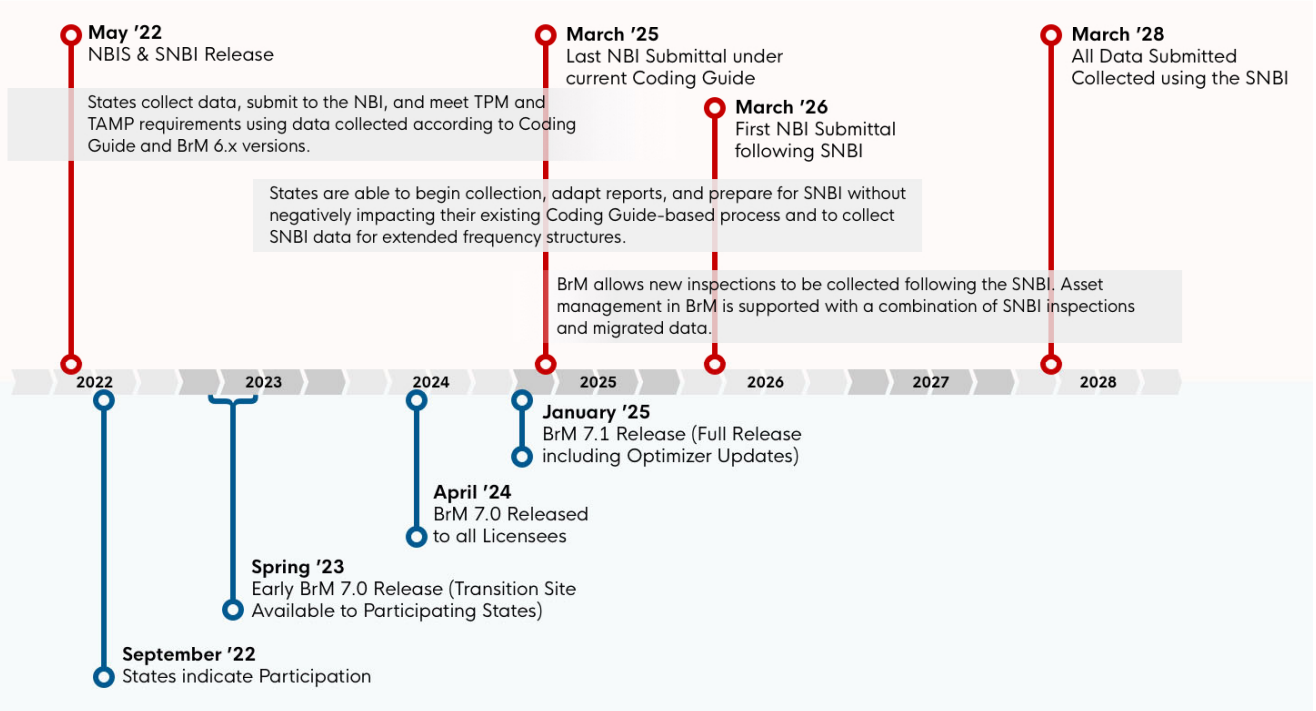 May '22
NBIS & SNBI Release
March '25
Last NBI Submittal under
current Coding Guide
March '28
All Data Submitted
Collected using the SNBI
States collect data, submit to the NBI, and meet TPM and
TAMP requirements using data collected according to Coding
Guide and BrM 6.x versions.
March '26
First NBI Submittal
following SNBI
States are able to begin collection, adapt reports, and prepare for SNBI without
negatively impacting their existing Coding Guide-based process and to collect
SNBI data for extended frequency structures.
BrM allows new inspections to be collected following the SNBI. Asset
management in BrM is supported with a combination of SNBI inspections
and migrated data.
2022 2023 2024 2025 2026 2027 2028
January '25
BrM 7.1 Release (Full Release
including Optimizer Updates)
April '24
BrM 7.0 Released
to all Licensees
Spring '23
Early BrM 7.0 Release (Transition Site
Available to Participating States)
September '22
States indicate Participation